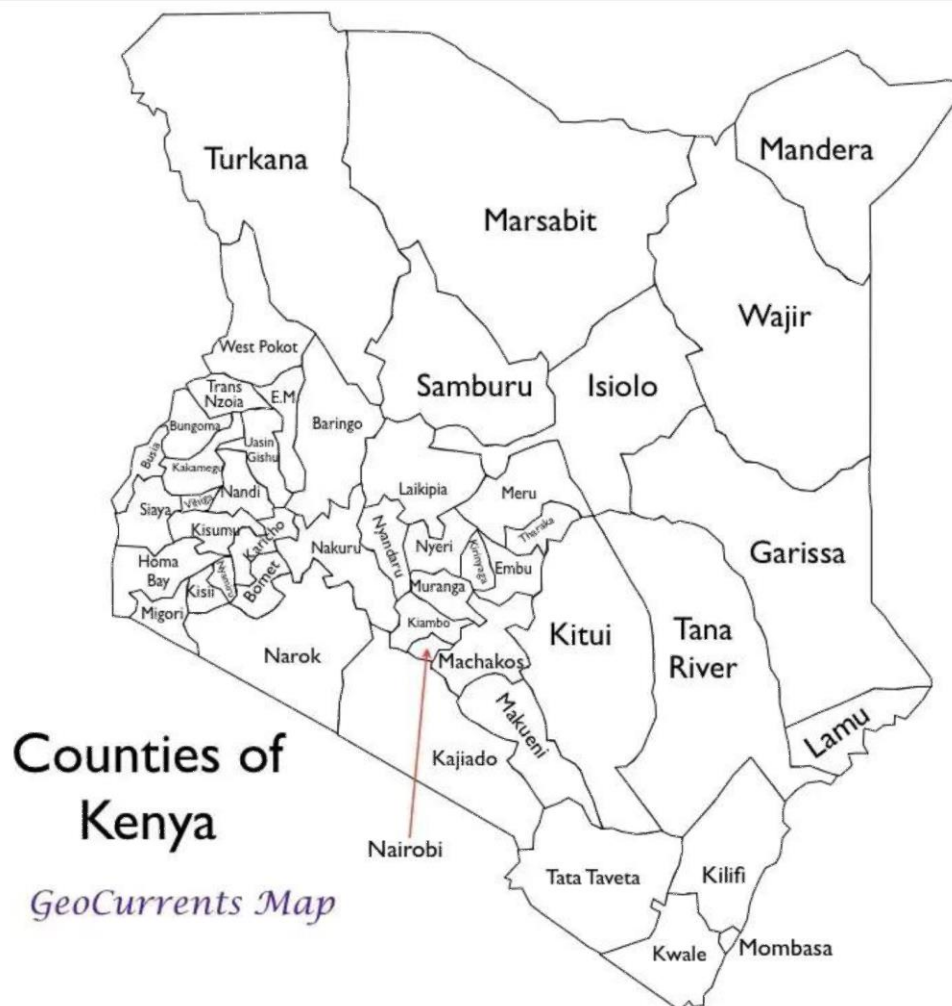 Turkana
Marsabit
Mandera
Wajir
West Pokot
Samburu
Isiolo
Trans
Nzoia
E.M.
Baringo
Bungoma
Busia
Uasin
Gishu
Kakamega
Nandi
Vihiga
Siaya
Laikipia
Meru
Tharaka
Kisumu
Karicho
Nakuru
Nyandaru
Nyeri
Kirinyaga
Embu
Garissa
Homa
Bay
Kisii
Nyamira
Bomet
Muranga
Migori
Kiambo
Narok
Machakos
Kitui
Tana
River
Makueni
Lamu
Kajiado
Counties of
Kenya
Nairobi
GeoCurrents Map
Tata Taveta
Kilifi
Kwale
Mombasa